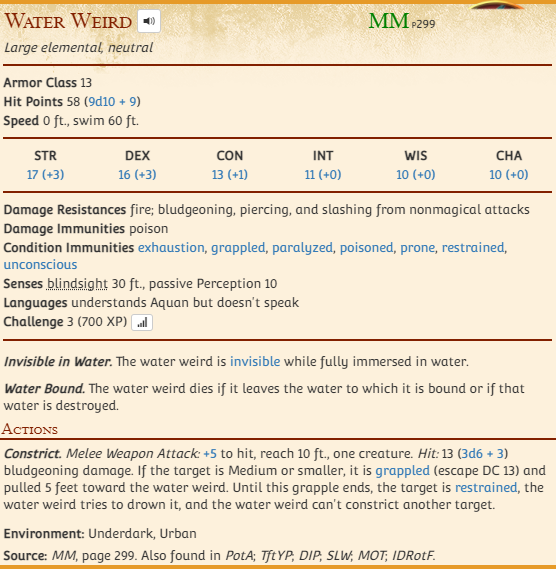 Water Weird MM p299
Large elemental, neutral
Armor Class 13
Hit Points 58 (9d10 + 9)
Speed 0 ft., swim 60 ft.
STR DEX CON INT WIS CHA
17 (+3) 16 (+3) 13 (+1) 11 (+0) 10 (+0) 10 (+0)
Damage Resistances fire; bludgeoning, piercing, and slashing from nonmagical attacks
Damage Immunities poison
Condition Immunities exhaustion, grappled, paralyzed, poisoned, prone, restrained,
unconscious
Senses blindsight 30 ft., passive Perception 10
Languages understands Aquan but doesn't speak
Challenge 3 (700 XP)
Invisible in Water. The water weird is invisible while fully immersed in water.
Water Bound. The water weird dies if it leaves the water to which it is bound or if that
water is destroyed.
Actions
Constrict. Melee Weapon Attack: +5 to hit, reach 10 ft., one creature. Hit: 13 (3d6 + 3)
bludgeoning damage. If the target is Medium or smaller, it is grappled (escape DC 13) and
pulled 5 feet toward the water weird. Until this grapple ends, the target is restrained, the
water weird tries to drown it, and the water weird can't constrict another target.
Environment: Underdark, Urban
Source: MM, page 299. Also found in PotA; TftYP; DIP; SLW; MOT; IDRotF.